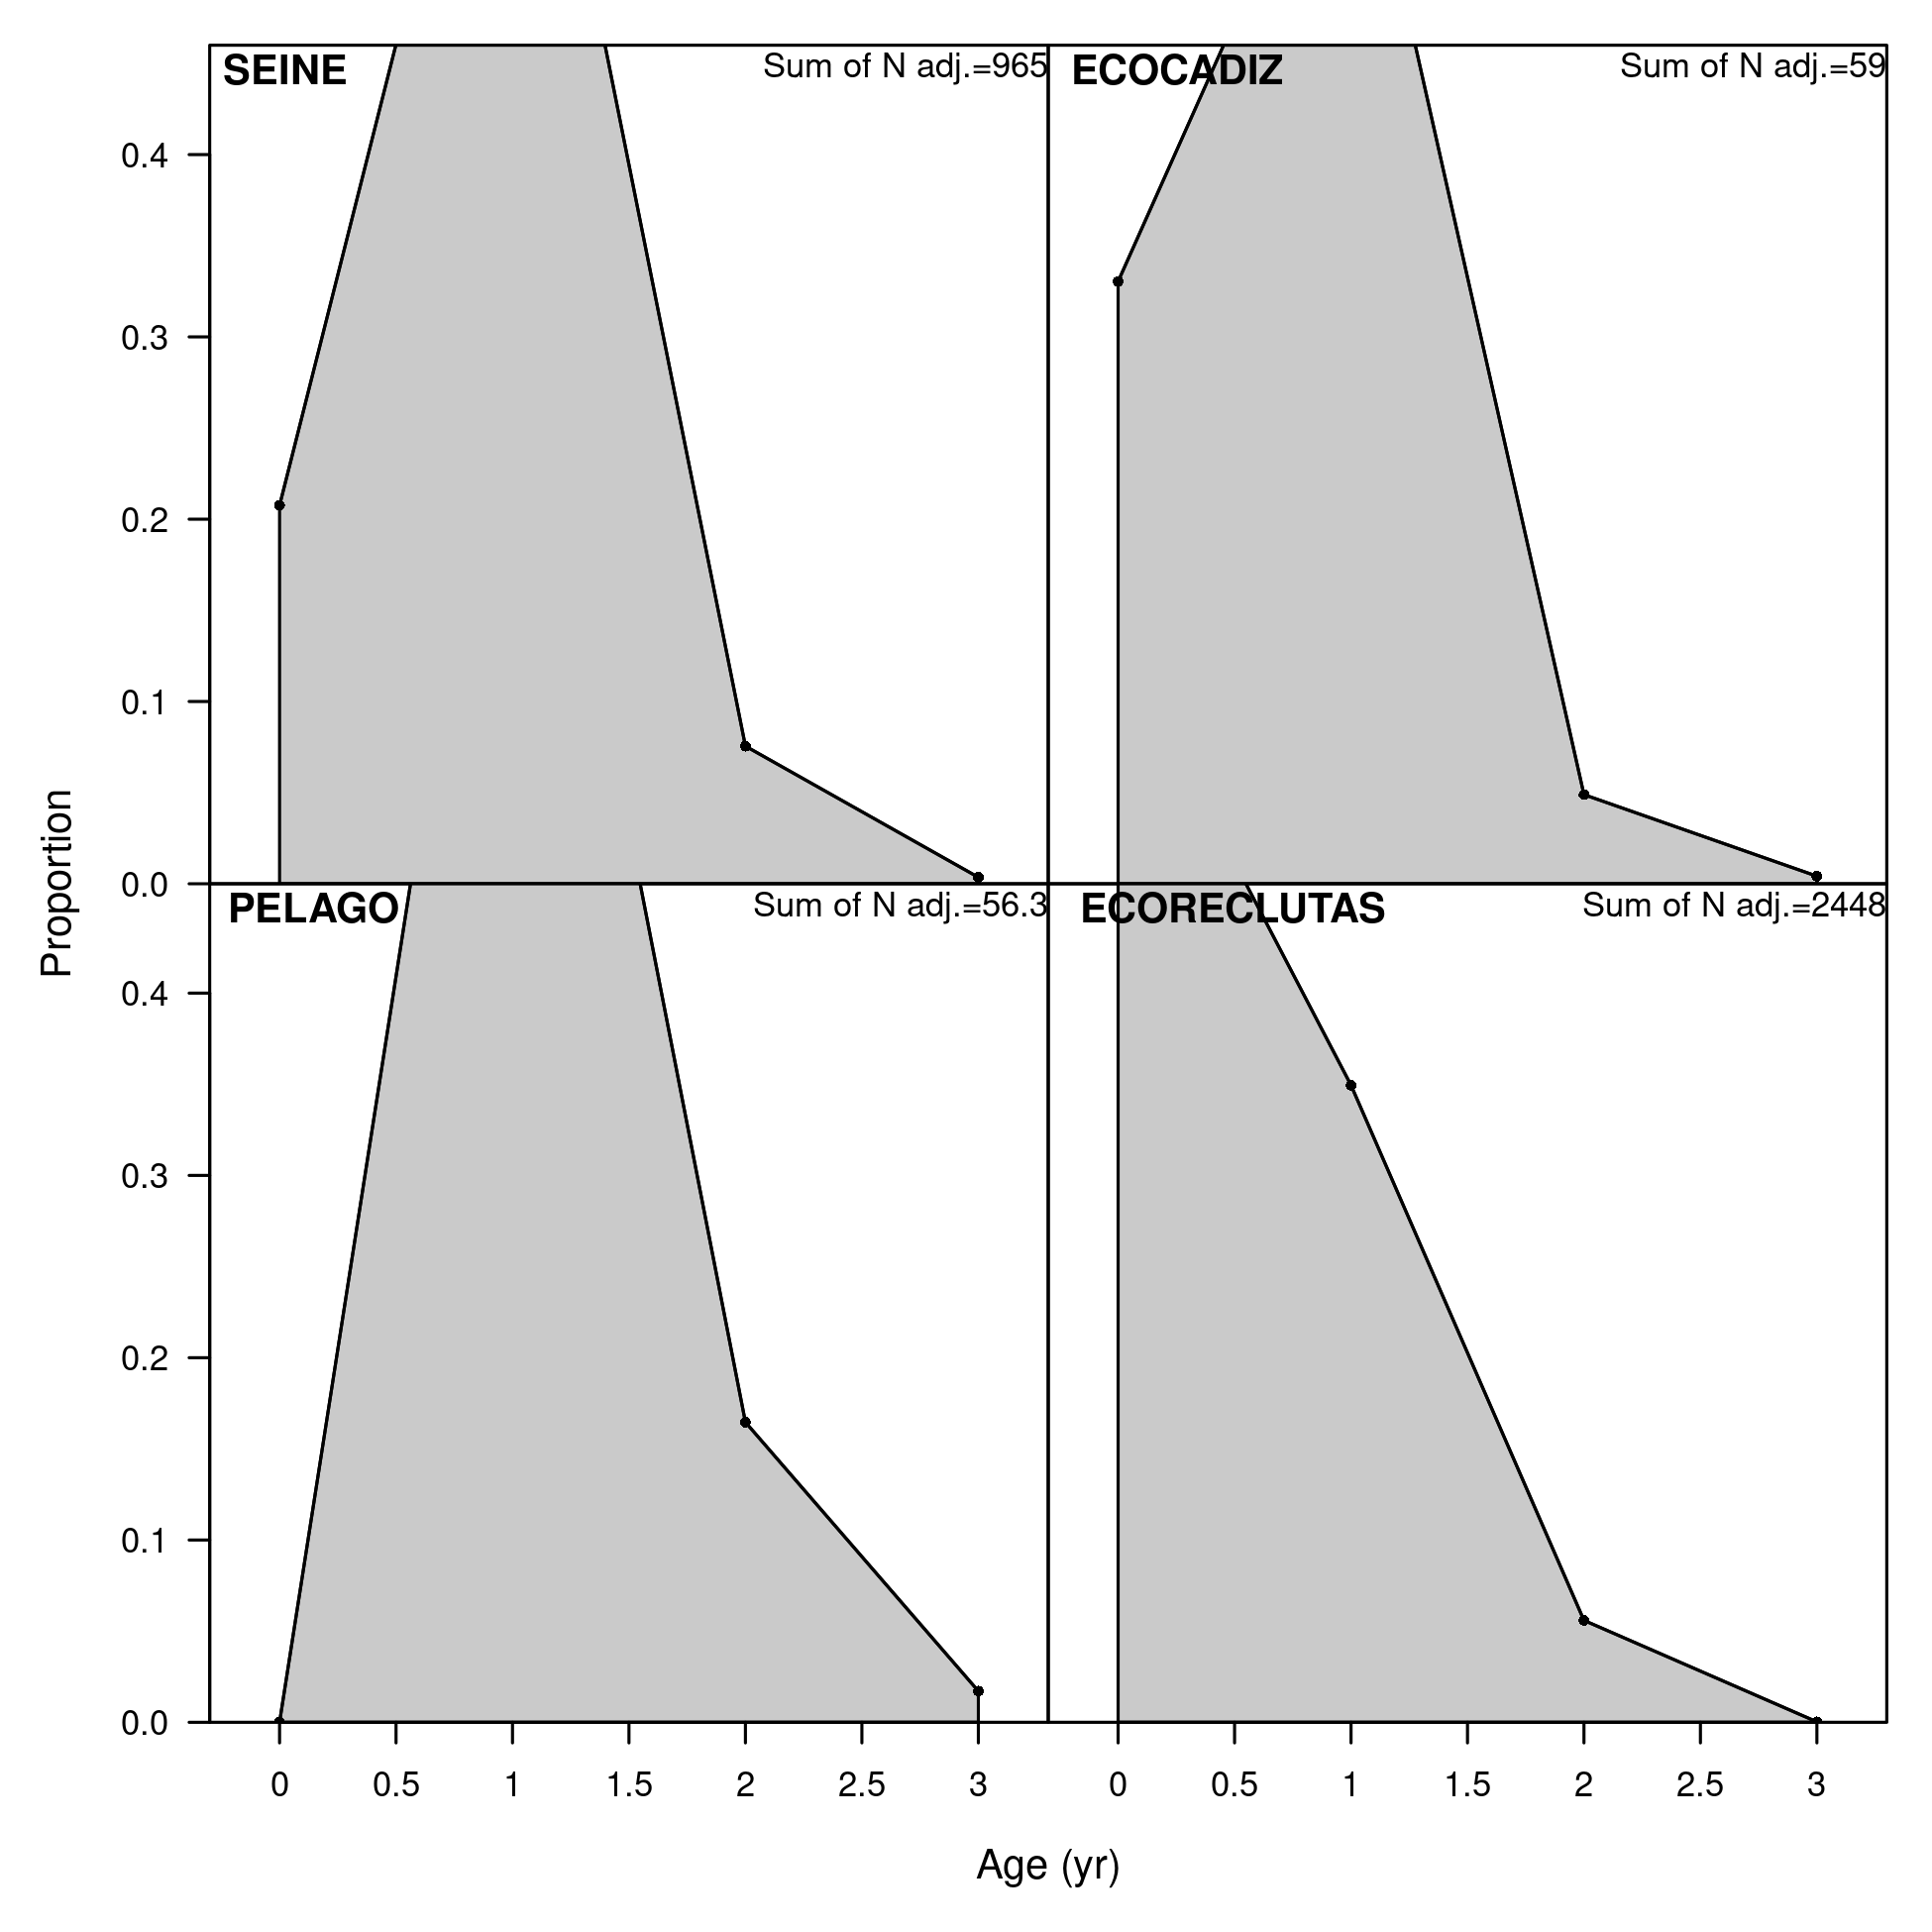 SEINE
Sum of N adj.=965
ECOCADIZ
Sum of N adj.=59
0.4
0.3
0.2
0.1
0.0
PELAGO
Sum of N adj.=56.3
ECORECLUTAS
Sum of N adj.=2448
0.4
0.3
0.2
0.1
0.0
Proportion
0 0.5 1 1.5 2 2.5 3
0 0.5 1 1.5 2 2.5 3
Age (yr)